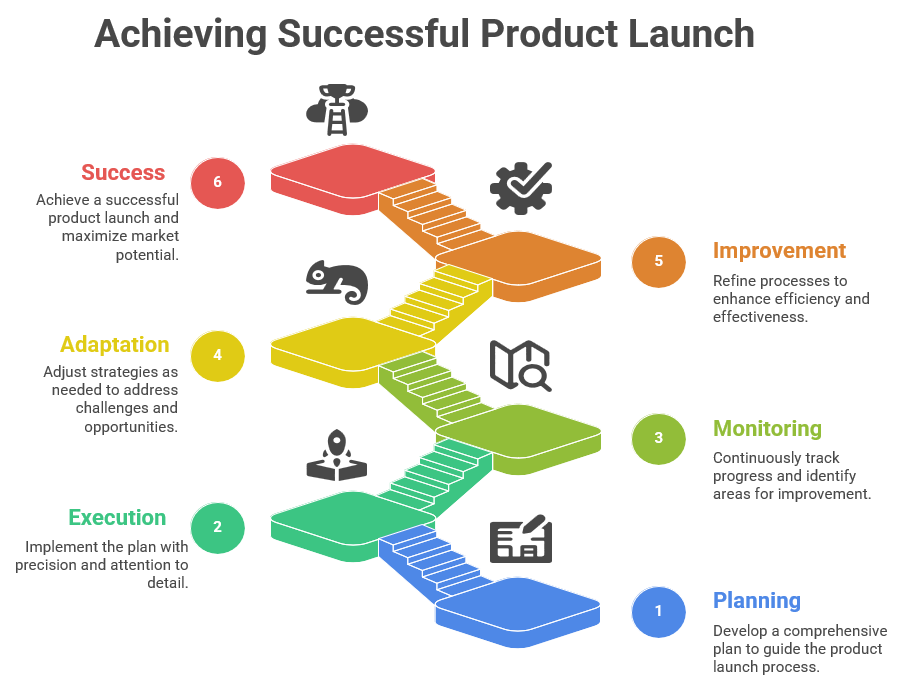 Achieving Successful Product Launch
Success
6
Achieve a successful
product launch and
maximize market
potential.
5
Improvement
Refine processes to
enhance efficiency and
effectiveness.
Adaptation
4
Adjust strategies as
needed to address
challenges and
opportunities.
3
Monitoring
Continuously track
progress and identify
areas for improvement.
Execution
2
Implement the plan with
precision and attention to
detail.
1
Planning
Develop a comprehensive
plan to guide the product
launch process.